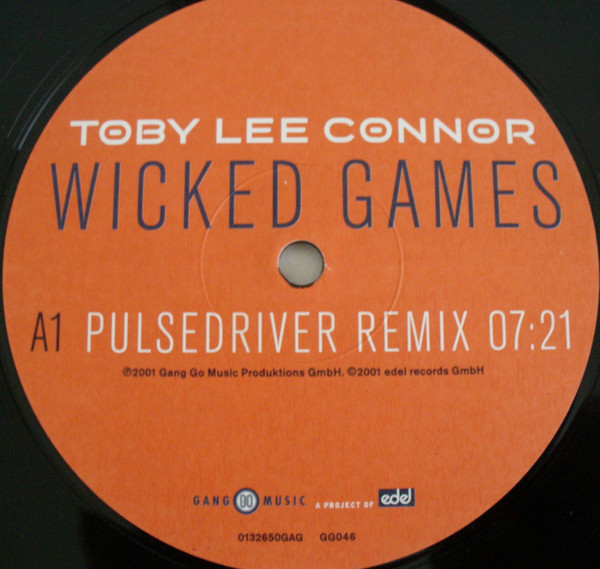 TOBY LEE CONNOR
WICKED GAMES
A1 PULSEDRIVER REMIX 07:21
℗2001 Gang Go Music Produktions GmbH. ©2001 edel records GmbH
GANG GO MUSIC A PROJECT OF edel
0132650GAG GG046